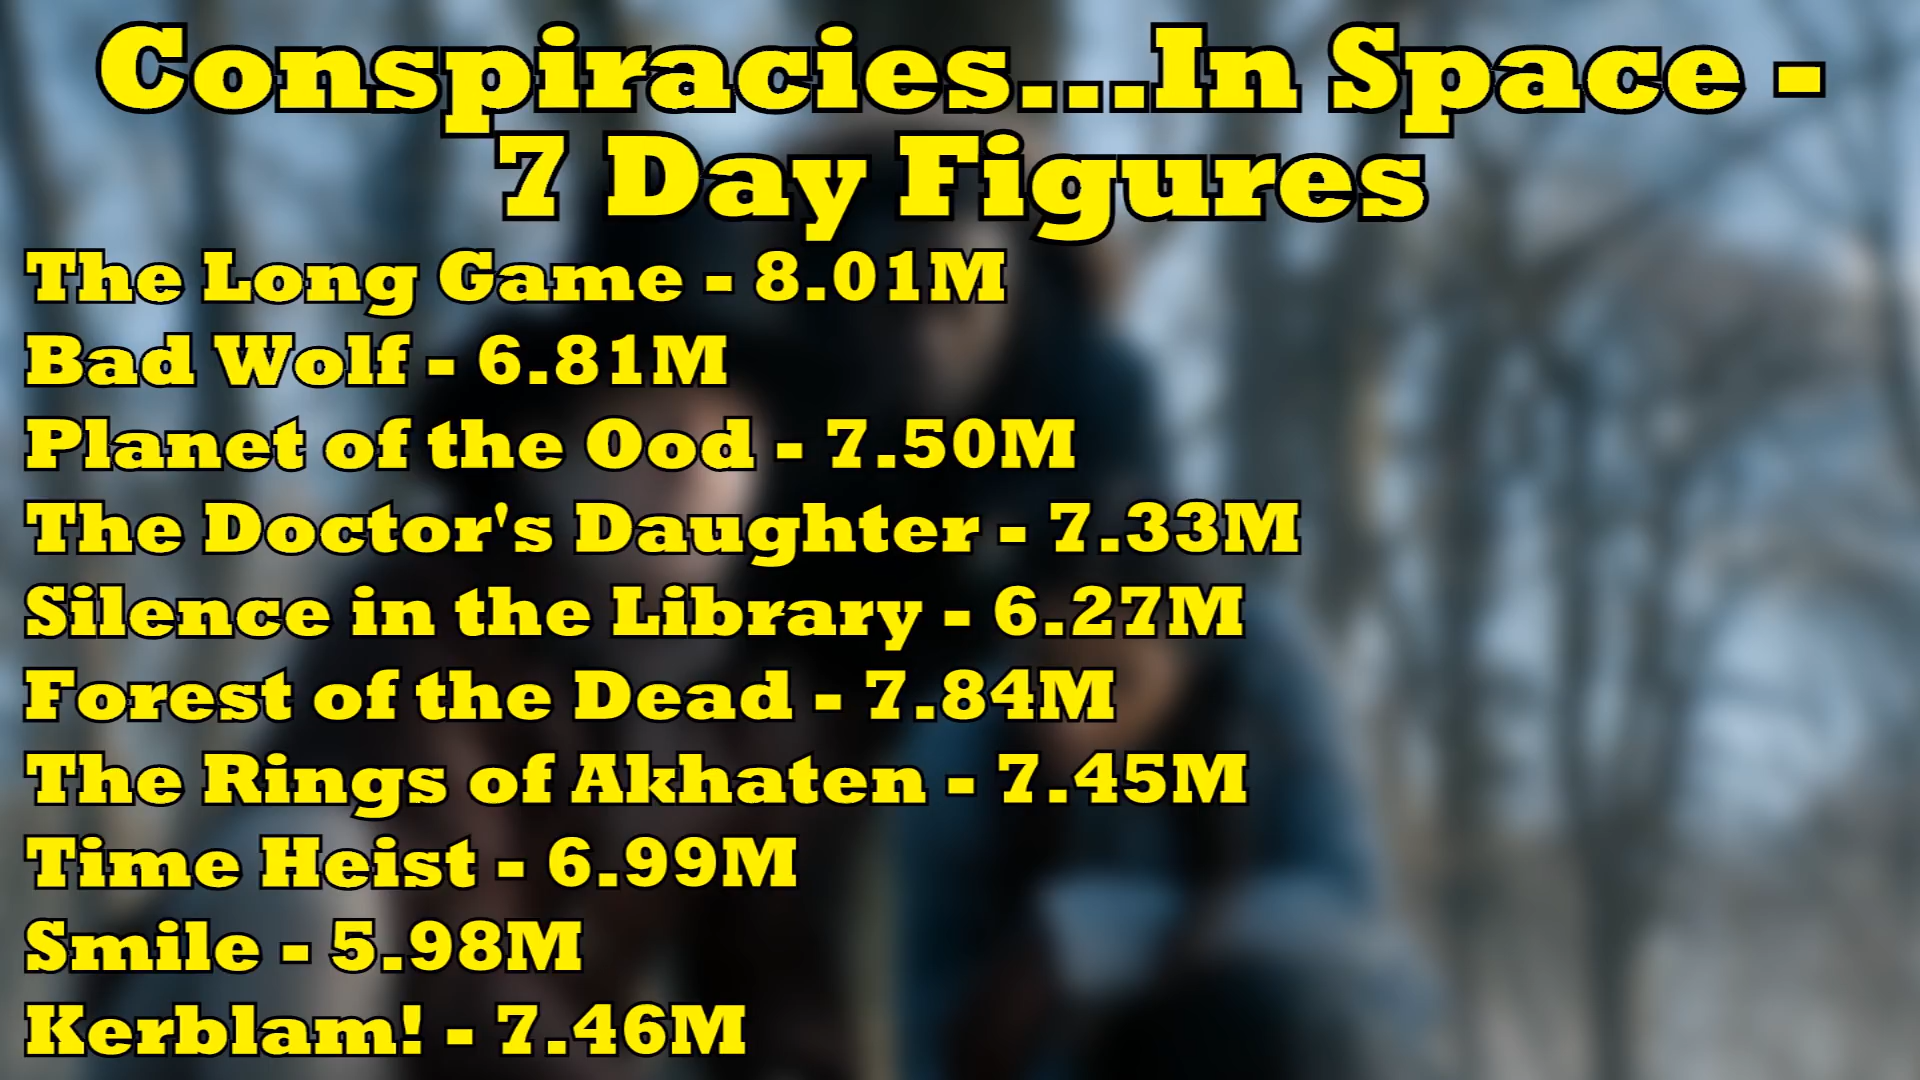 Conspiracies...In Space -
7 Day Figures
The Long Game - 8.01M
Bad Wolf - 6.81M
Planet of the Ood - 7.50M
The Doctor's Daughter - 7.33M
Silence in the Library - 6.27M
Forest of the Dead - 7.84M
The Rings of Akhaten - 7.45M
Time Heist - 6.99M
Smile - 5.98M
Kerblam! - 7.46M